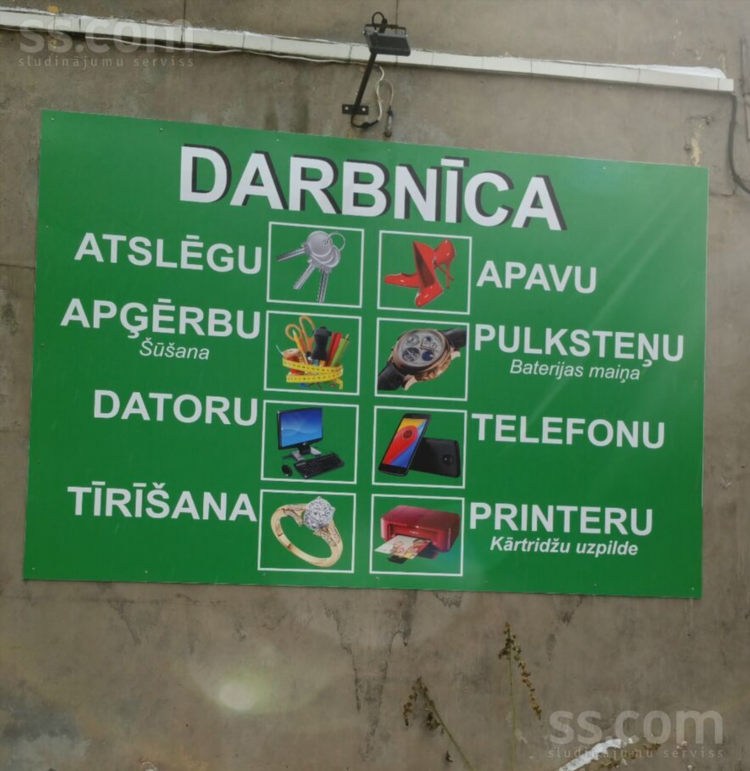 ss.com
sludinājumu serviss
DARBNĪCA
ATSLĒGU
APAVU
APĢĒRBU
Šūšana
PULKSTEŅU
Baterijas maiņa
DATORU
TELEFONU
TĪRĪŠANA
PRINTERU
Kārtridžu uzpilde
ss.com
sludinājumu serviss